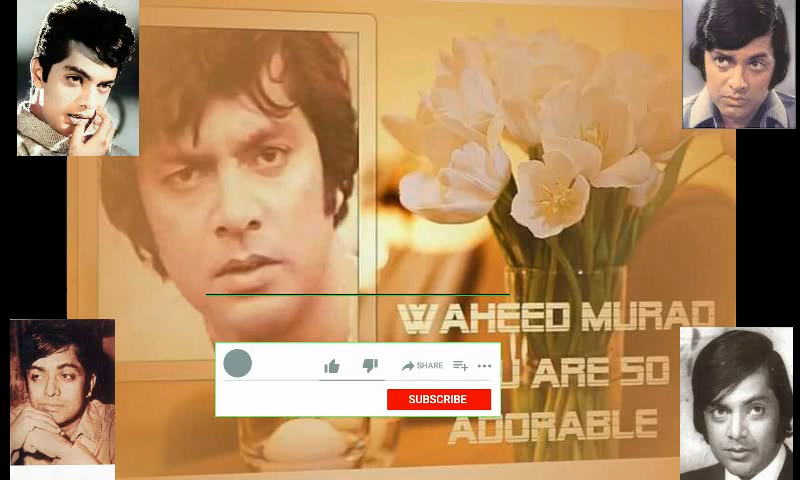 WAHEED MURAD
U ARE SO
ADORABLE
SHARE
SUBSCRIBE